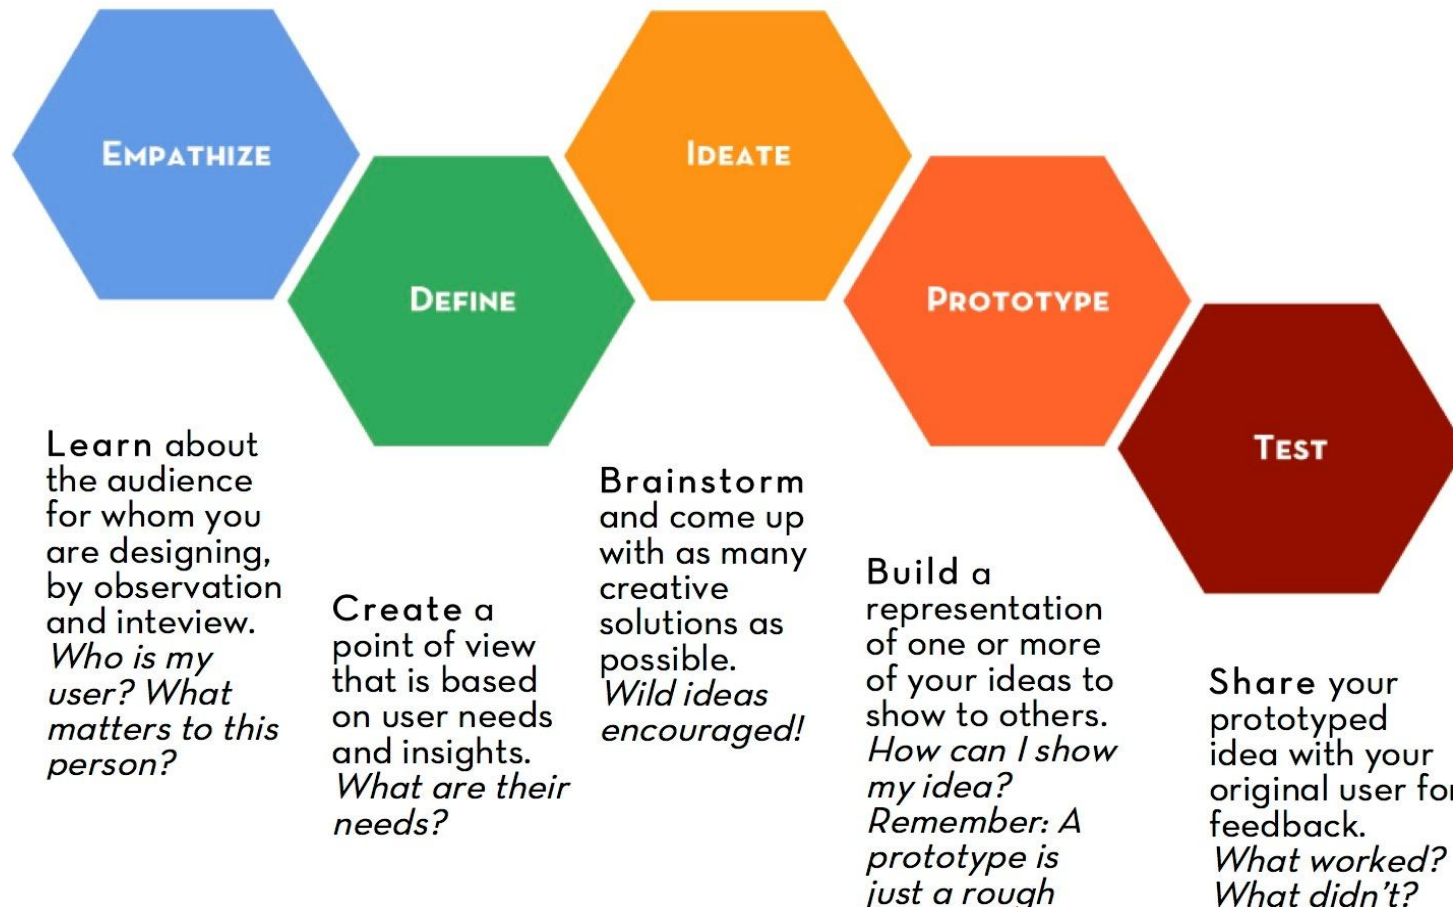 EMPATHIZE
DEFINE
IDEATE
PROTOTYPE
TEST
Learn about
the audience
for whom you
are designing,
by observation
and inteview.
Who is my
user? What
matters to this
person?
Create a
point of view
that is based
on user needs
and insights.
What are their
needs?
Brainstorm
and come up
with as many
creative
solutions as
possible.
Wild ideas
encouraged!
Build a
representation
of one or more
of your ideas to
show to others.
How can I show
my idea?
Remember: A
prototype is
just a rough
Share your
prototyped
idea with your
original user for
feedback.
What worked?
What didn't?